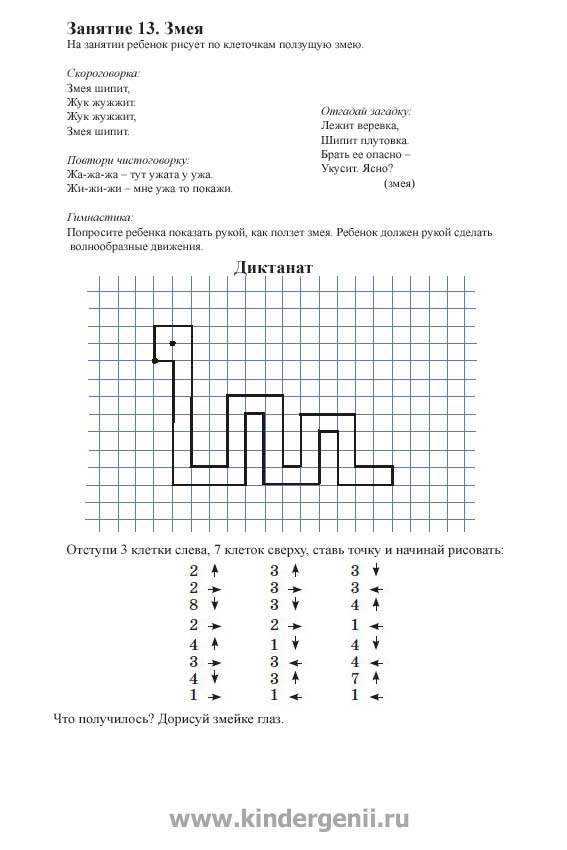 Занятие 13. Змея
На занятии ребенок рисует по клеточкам ползущую змею.
Скороговорка:
Змея шипит,
Жук жужжит.
Жук жужжит,
Змея шипит.
Отгадай загадку:
Лежит веревка,
Шипит плутовка.
Брать ее опасно –
Укусит. Ясно?
(змея)
Повтори чистоговорку:
Жа-жа-жа – тут ужата у ужа.
Жи-жи-жи – мне ужа то покажи.
Гимнастика:
Попросите ребенка показать рукой, как ползет змея. Ребенок должен рукой сделать
волнообразные движения.
Диктанат
Отступи 3 клетки слева, 7 клеток сверху, ставь точку и начинай рисовать:
2 ↑ 3 ↑ 3 ↓
2 → 3 → 3 ←
8 ↓ 3 ↓ 4 ↑
2 → 2 → 1 ←
4 ↑ 1 ↓ 4 ↓
3 → 3 ← 4 ←
4 ↓ 3 ↑ 7 ↑
1 → 1 ← 1 ←
Что получилось? Дорисуй змейке глаз.
www.kindergenii.ru